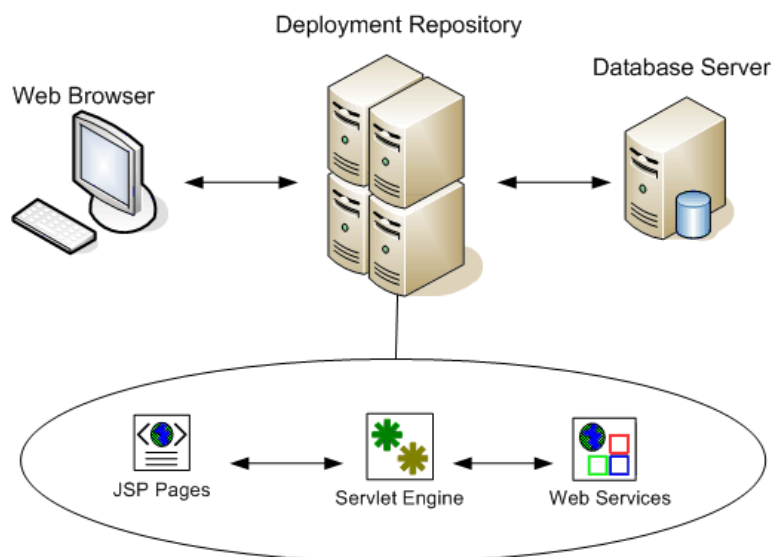 Deployment Repository
Web Browser
Database Server
JSP Pages
Servlet Engine
Web Services